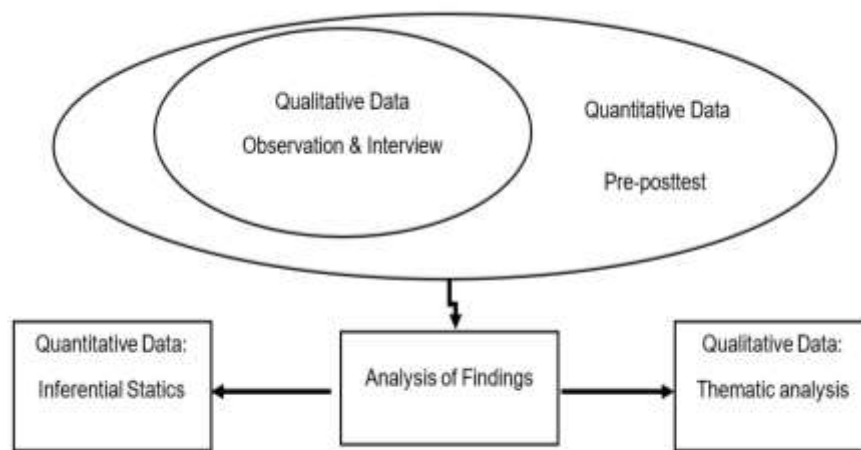 Qualitative Data
Observation & Interview
Quantitative Data
Pre-posttest
Quantitative Data:
Inferential Statics
Analysis of Findings
Qualitative Data:
Thematic analysis